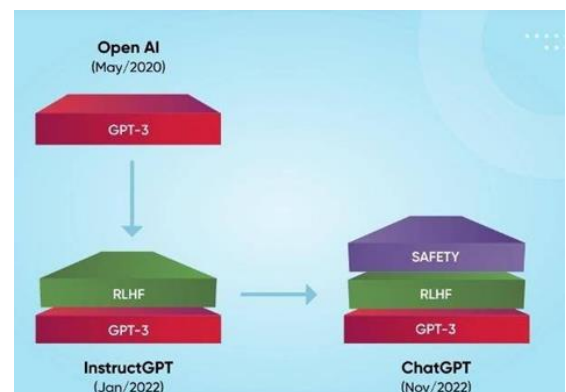 Open AI
(May/2020)
GPT-3
RLHF
GPT-3
InstructGPT
(Jan/2022)
SAFETY
RLHF
GPT-3
ChatGPT
(Nov/2022)